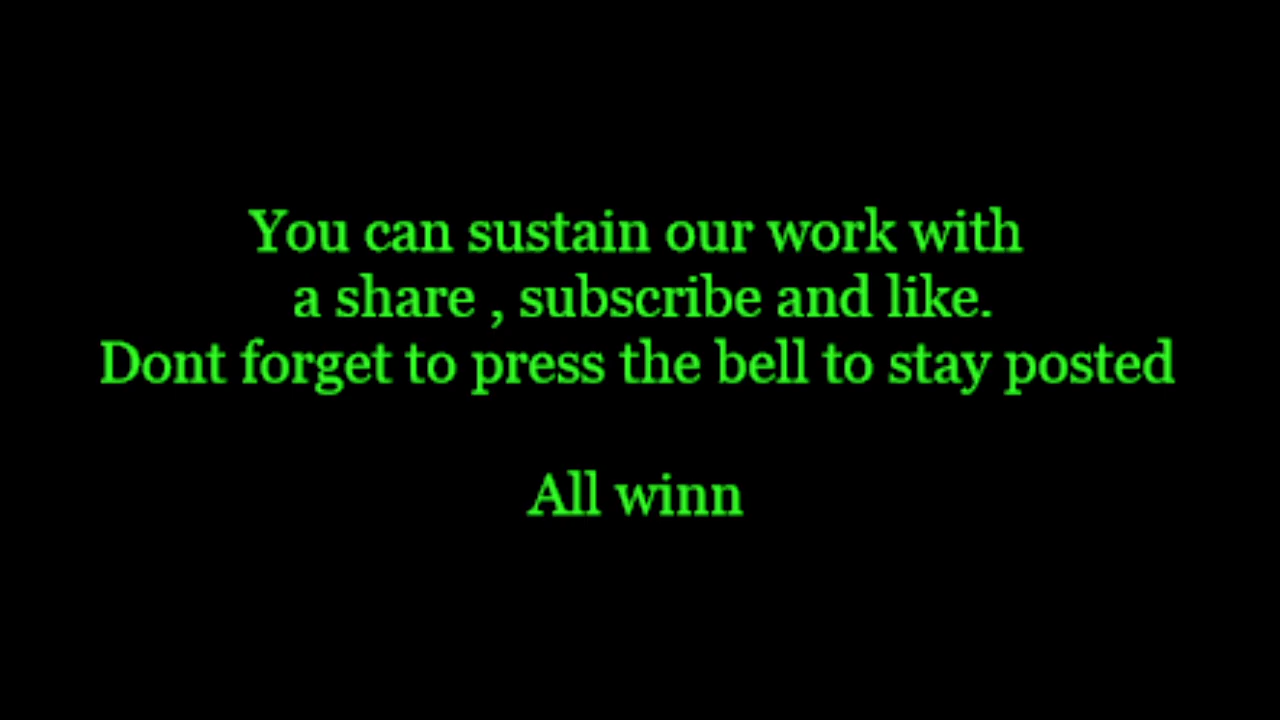 You can sustain our work with
a share , subscribe and like.
Dont forget to press the bell to stay posted
All winn